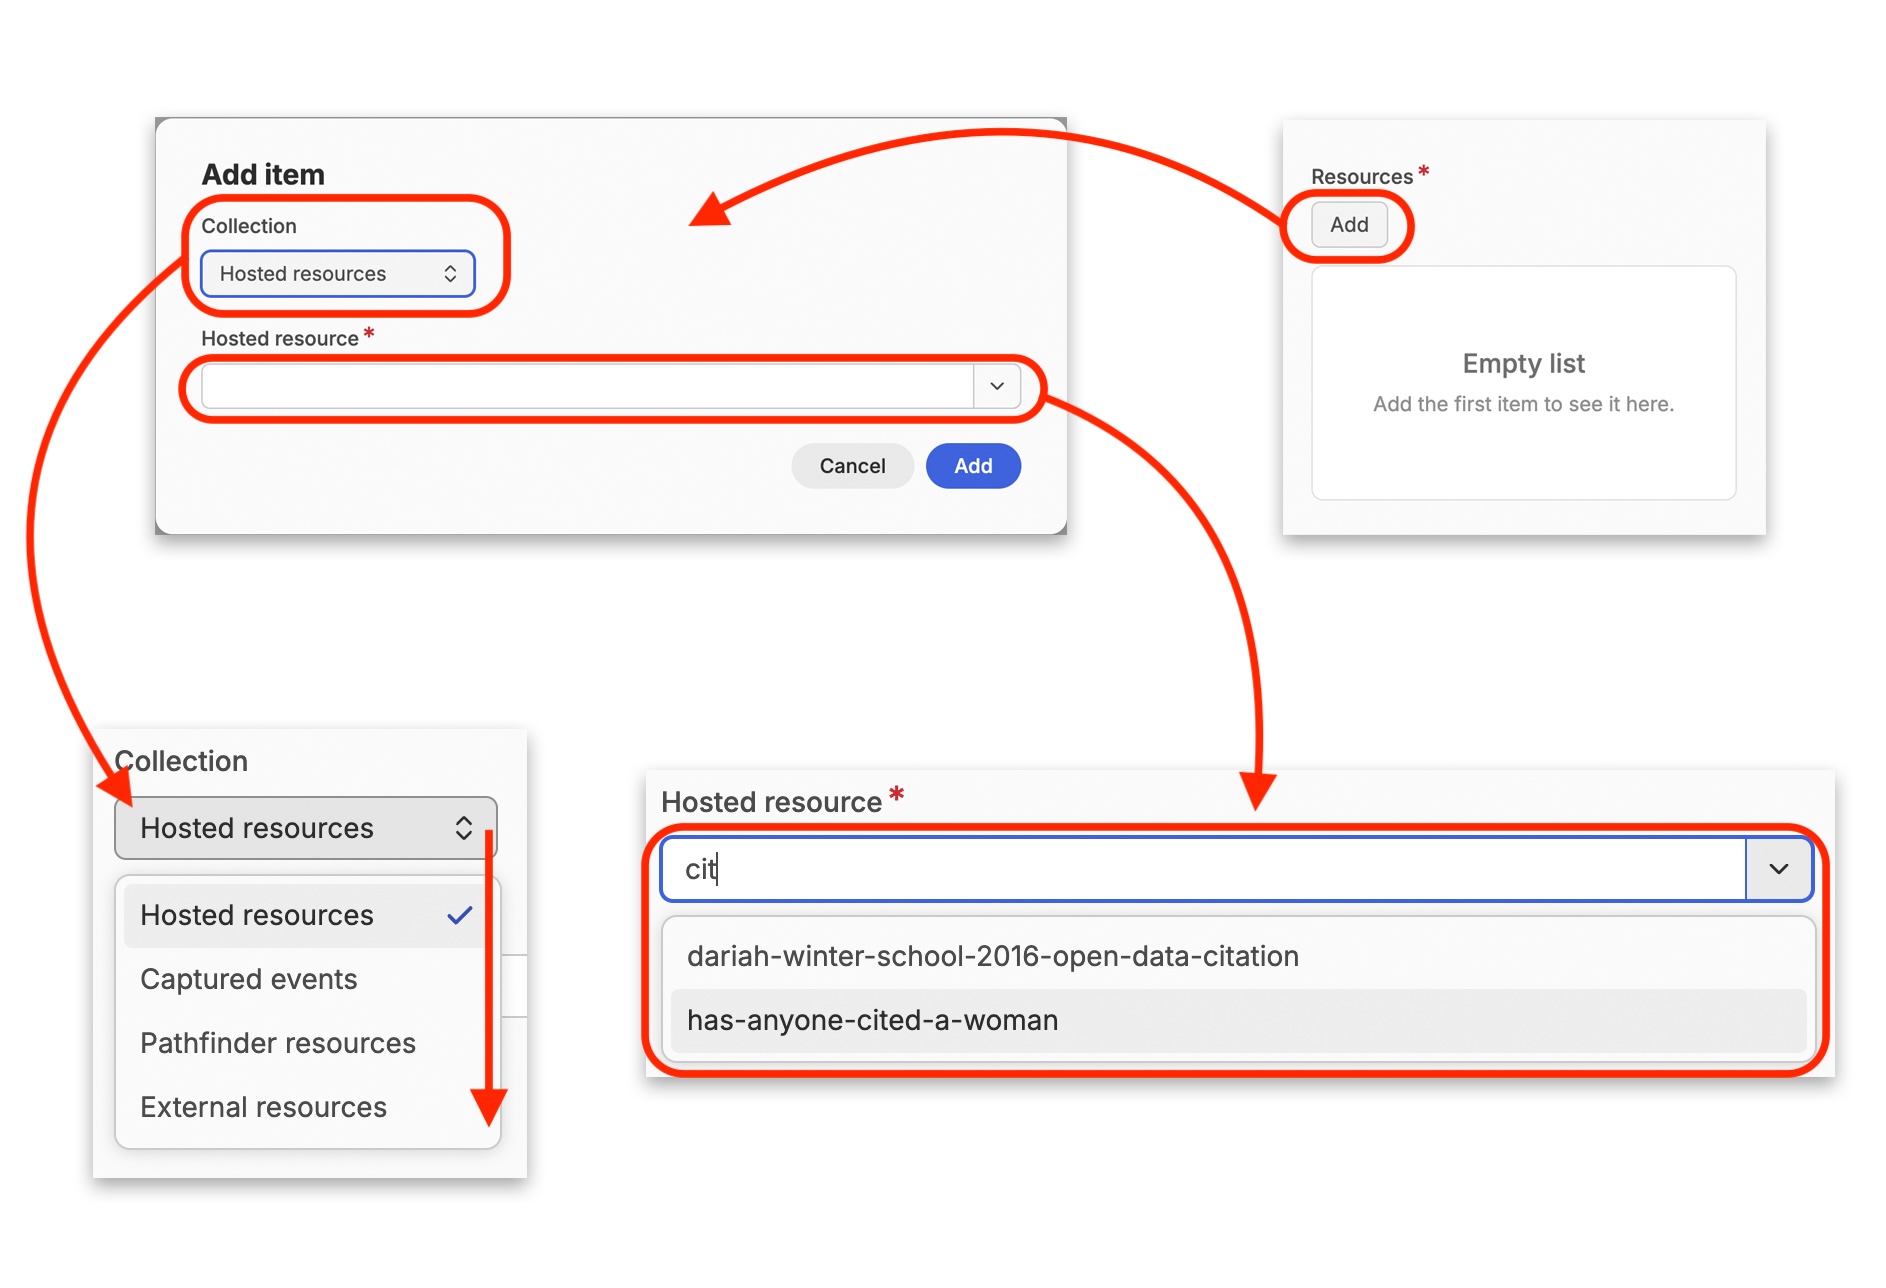 Add item
Collection
Hosted resources
Hosted resource *
Cancel
Add
Resources *
Add
Empty list
Add the first item to see it here.
Collection
Hosted resources
Hosted resources
Captured events
Pathfinder resources
External resources
Hosted resource *
cit
dariah-winter-school-2016-open-data-citation
has-anyone-cited-a-woman